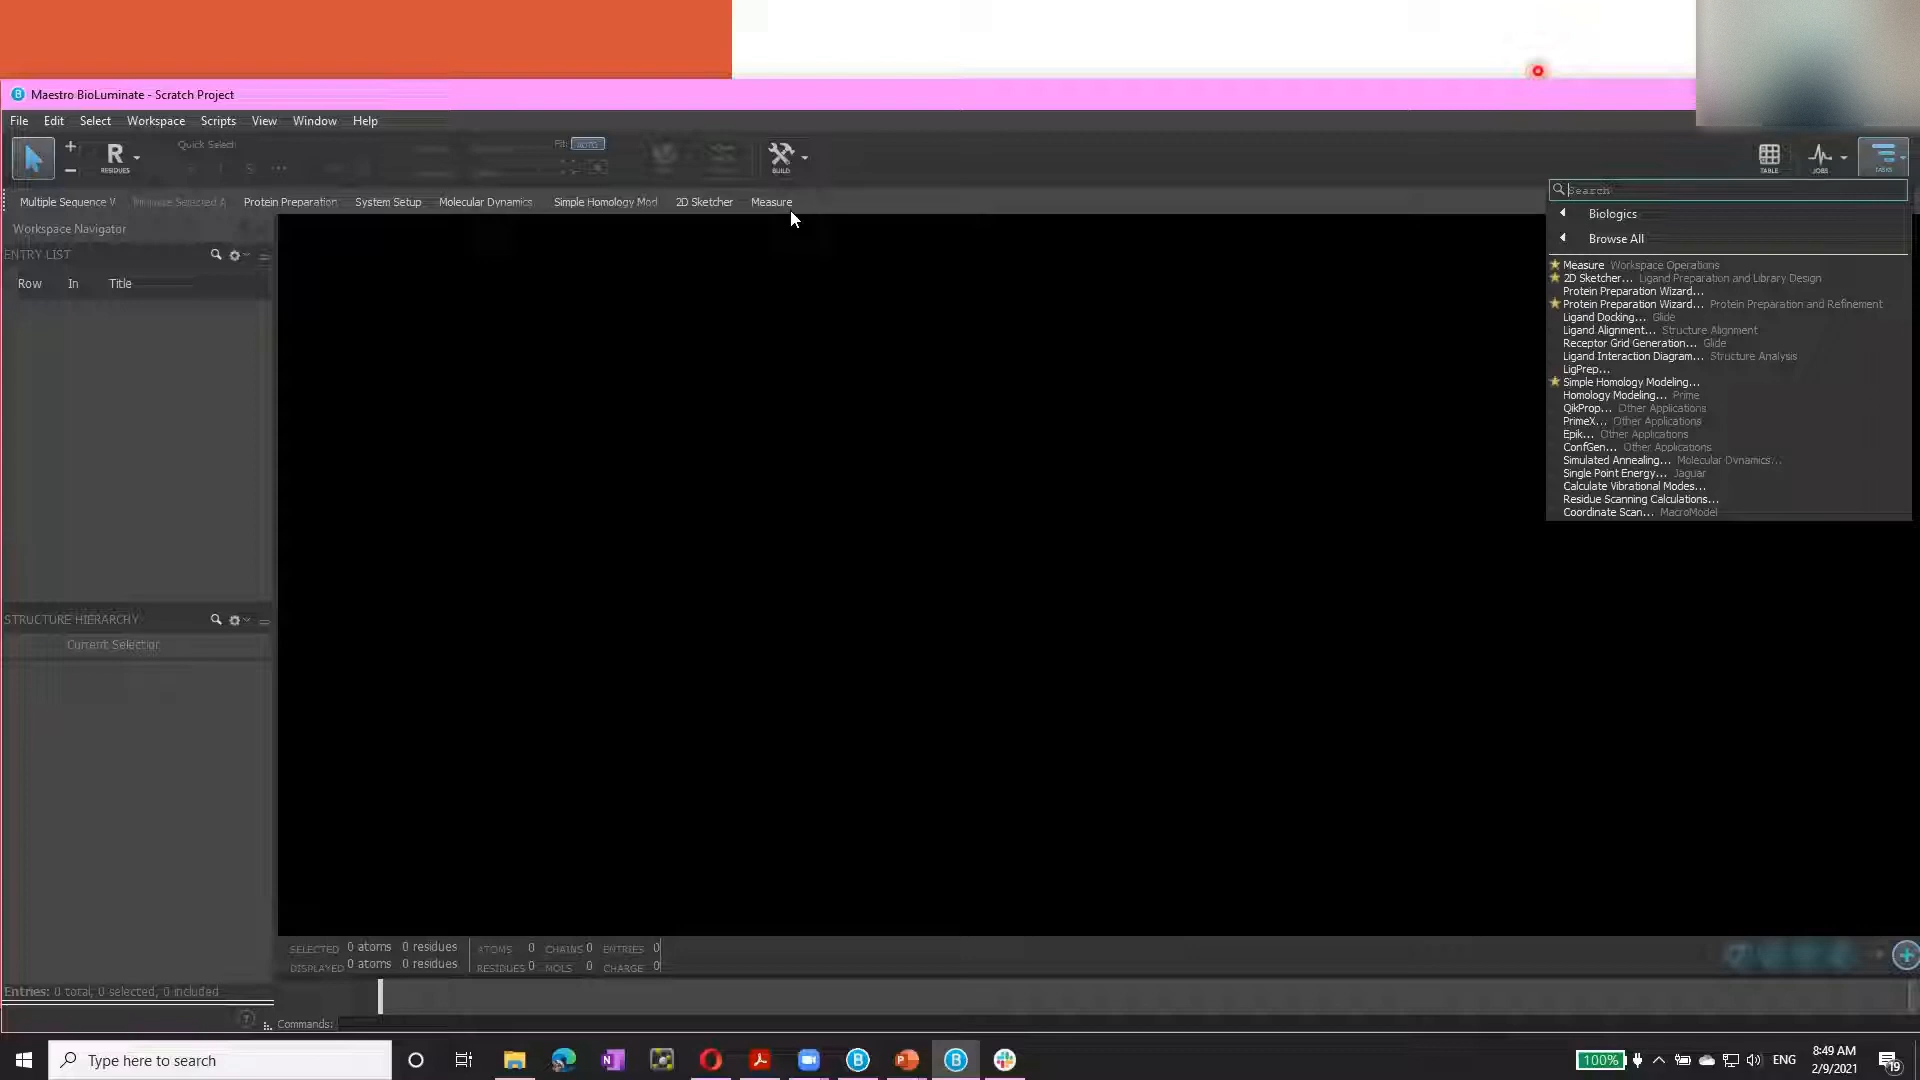 Maestro BioLuminate - Scratch Project
File Edit Select Workspace Scripts View Window Help
Quick Select:
Fit: AUTO
R
RESIDUES
BUILD
TABLE
JOBS
TASKS
Search
Multiple Sequence V
Protein Preparation System Setup Molecular Dynamics Simple Homology Mod 2D Sketcher Measure
Workspace Navigator
ENTRY LIST
Row In Title
Biologics
Browse All
Measure Workspace Operations
2D Sketcher... Ligand Preparation and Library Design
Protein Preparation Wizard...
Protein Preparation Wizard... Protein Preparation and Refinement
Ligand Docking... Glide
Ligand Alignment... Structure Alignment
Receptor Grid Generation... Glide
Ligand Interaction Diagram... Structure Analysis
LigPrep...
Simple Homology Modeling...
Homology Modeling... Prime
QikProp... Other Applications
PrimeX... Other Applications
Epik... Other Applications
ConfGen... Other Applications
Simulated Annealing... Molecular Dynamics...
Single Point Energy... Jaguar
Calculate Vibrational Modes...
Residue Scanning Calculations...
Coordinate Scan... MacroModel
STRUCTURE HIERARCHY
Current Selection
SELECTED 0 atoms 0 residues ATOMS 0 CHAINS 0 ENTRIES 0
DISPLAYED 0 atoms 0 residues RESIDUES 0 MOLS 0 CHARGE 0
Entries: 0 total, 0 selected, 0 included
Commands:
Type here to search
100% ENG
8:49 AM
2/9/2021
19